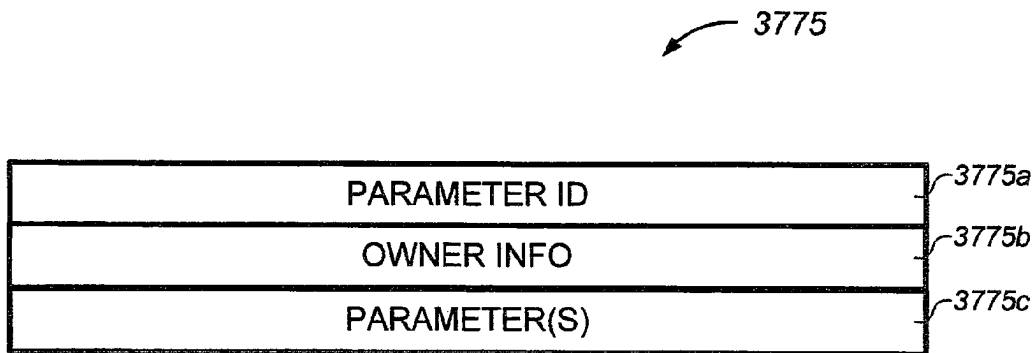 3775
PARAMETER ID 3775a
OWNER INFO 3775b
PARAMETER(S) 3775c